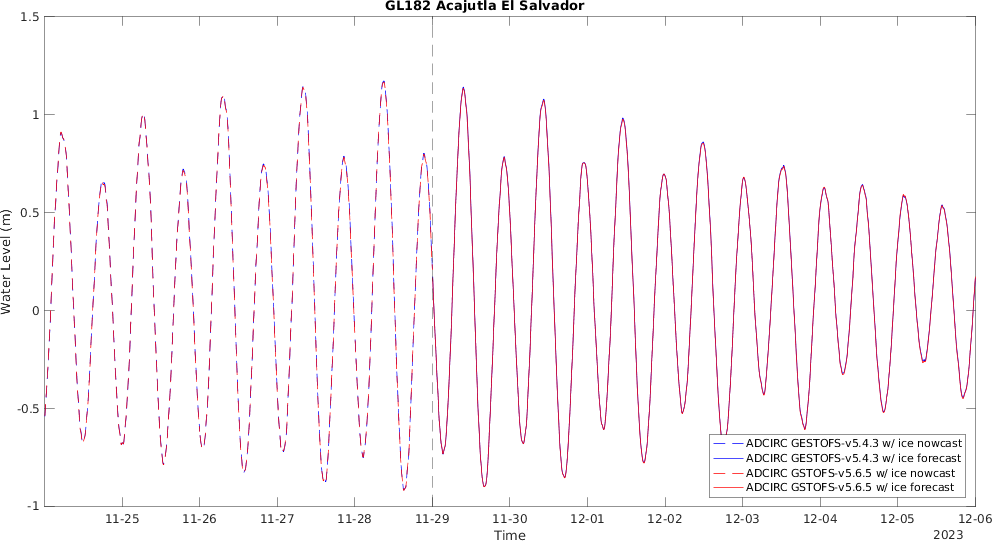 GL182 Acajutla El Salvador
1.5
1
0.5
0
-0.5
-1
Water Level (m)
11-25
11-26
11-27
11-28
11-29
11-30
12-01
12-02
12-03
12-04
12-05
12-06
Time
2023
ADCIRC GESTOFS-v5.4.3 w/ ice nowcast
ADCIRC GESTOFS-v5.4.3 w/ ice forecast
ADCIRC GSTOFS-v5.6.5 w/ ice nowcast
ADCIRC GSTOFS-v5.6.5 w/ ice forecast